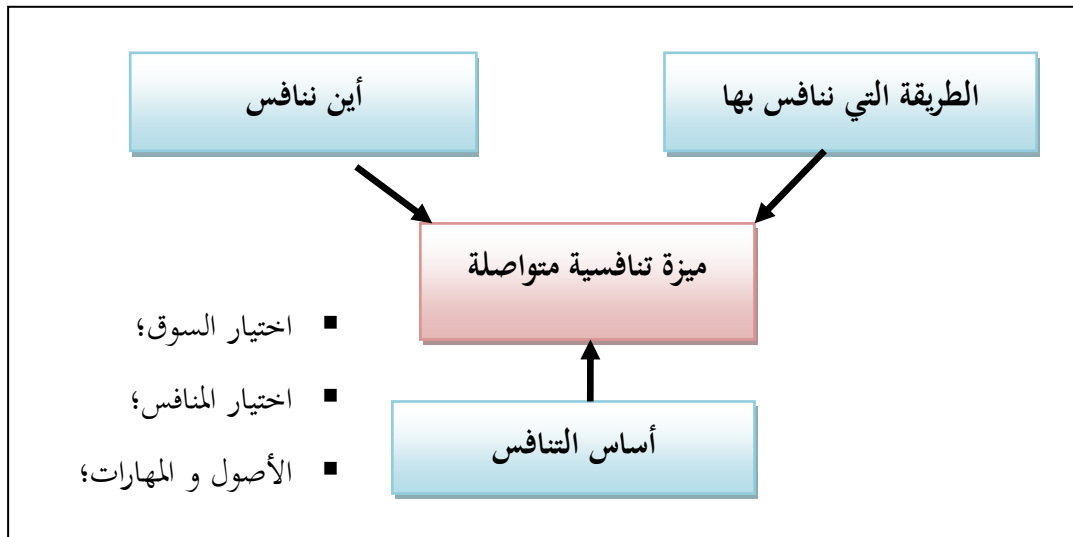 الطريقة التي ننافس بها
أين ننافس
ميزة تنافسية متواصلة
▪ اختيار السوق؛
▪ اختيار المنافس؛
▪ الأصول و المهارات؛
أساس التنافس